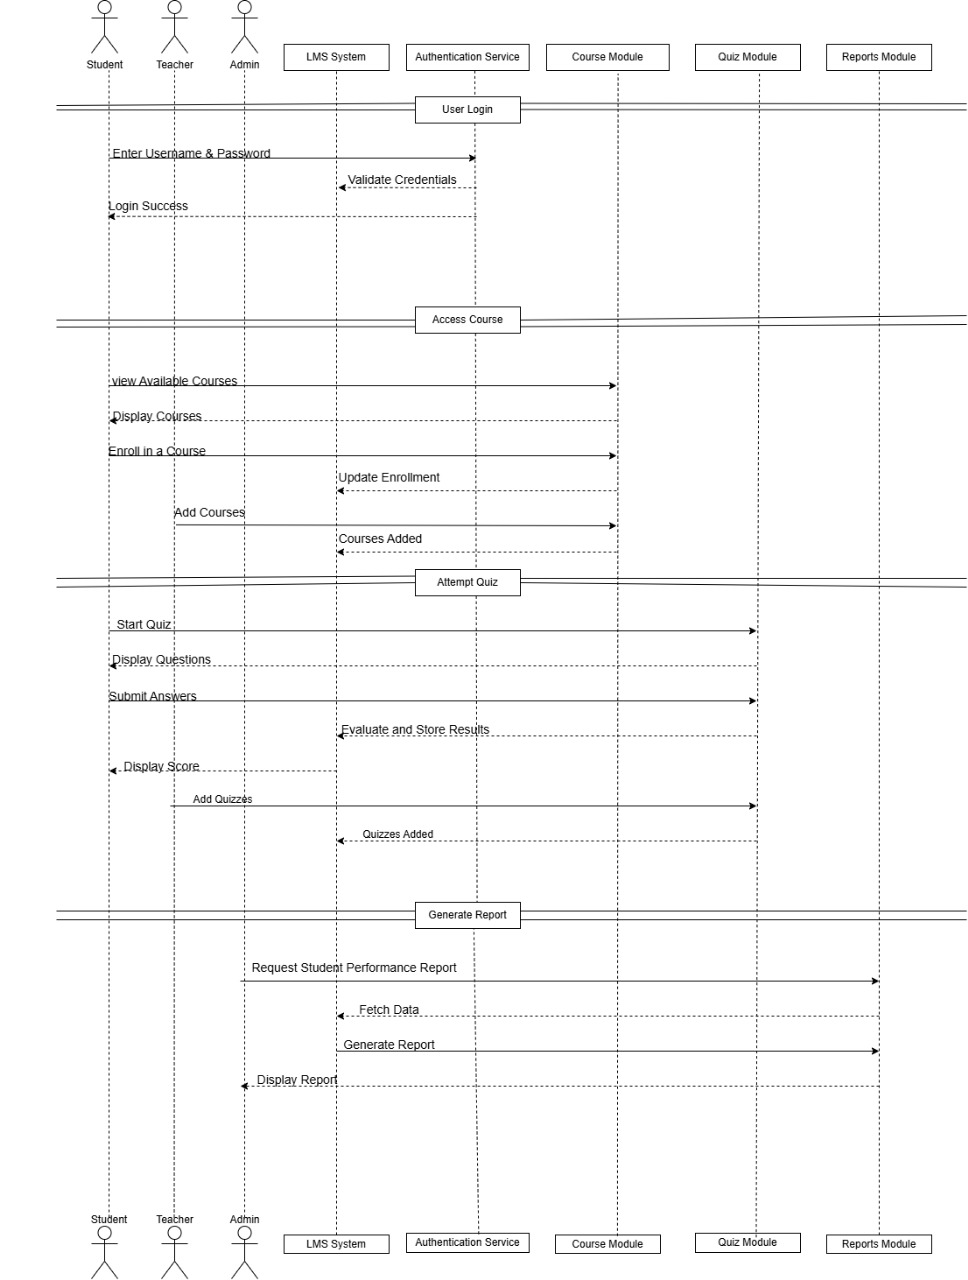 Student
Teacher
Admin
LMS System
Authentication Service
Course Module
Quiz Module
Reports Module
User Login
Enter Username & Password
Validate Credentials
Login Success
Access Course
view Available Courses
Display Courses
Enroll in a Course
Update Enrollment
Add Courses
Courses Added
Attempt Quiz
Start Quiz
Display Questions
Submit Answers
Evaluate and Store Results
Display Score
Add Quizzes
Quizzes Added
Generate Report
Request Student Performance Report
Fetch Data
Generate Report
Display Report
Student
Teacher
Admin
LMS System
Authentication Service
Course Module
Quiz Module
Reports Module